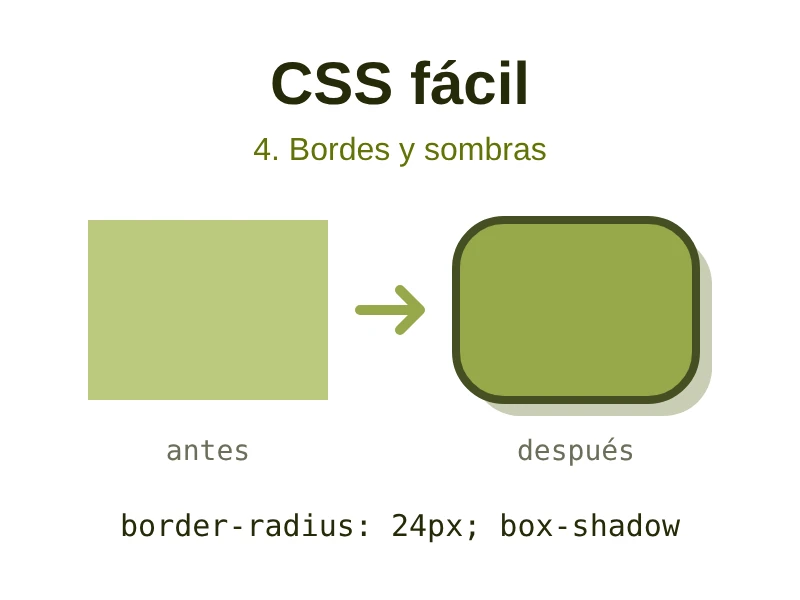 CSS fácil
4. Bordes y sombras
antes
después
border-radius: 24px; box-shadow